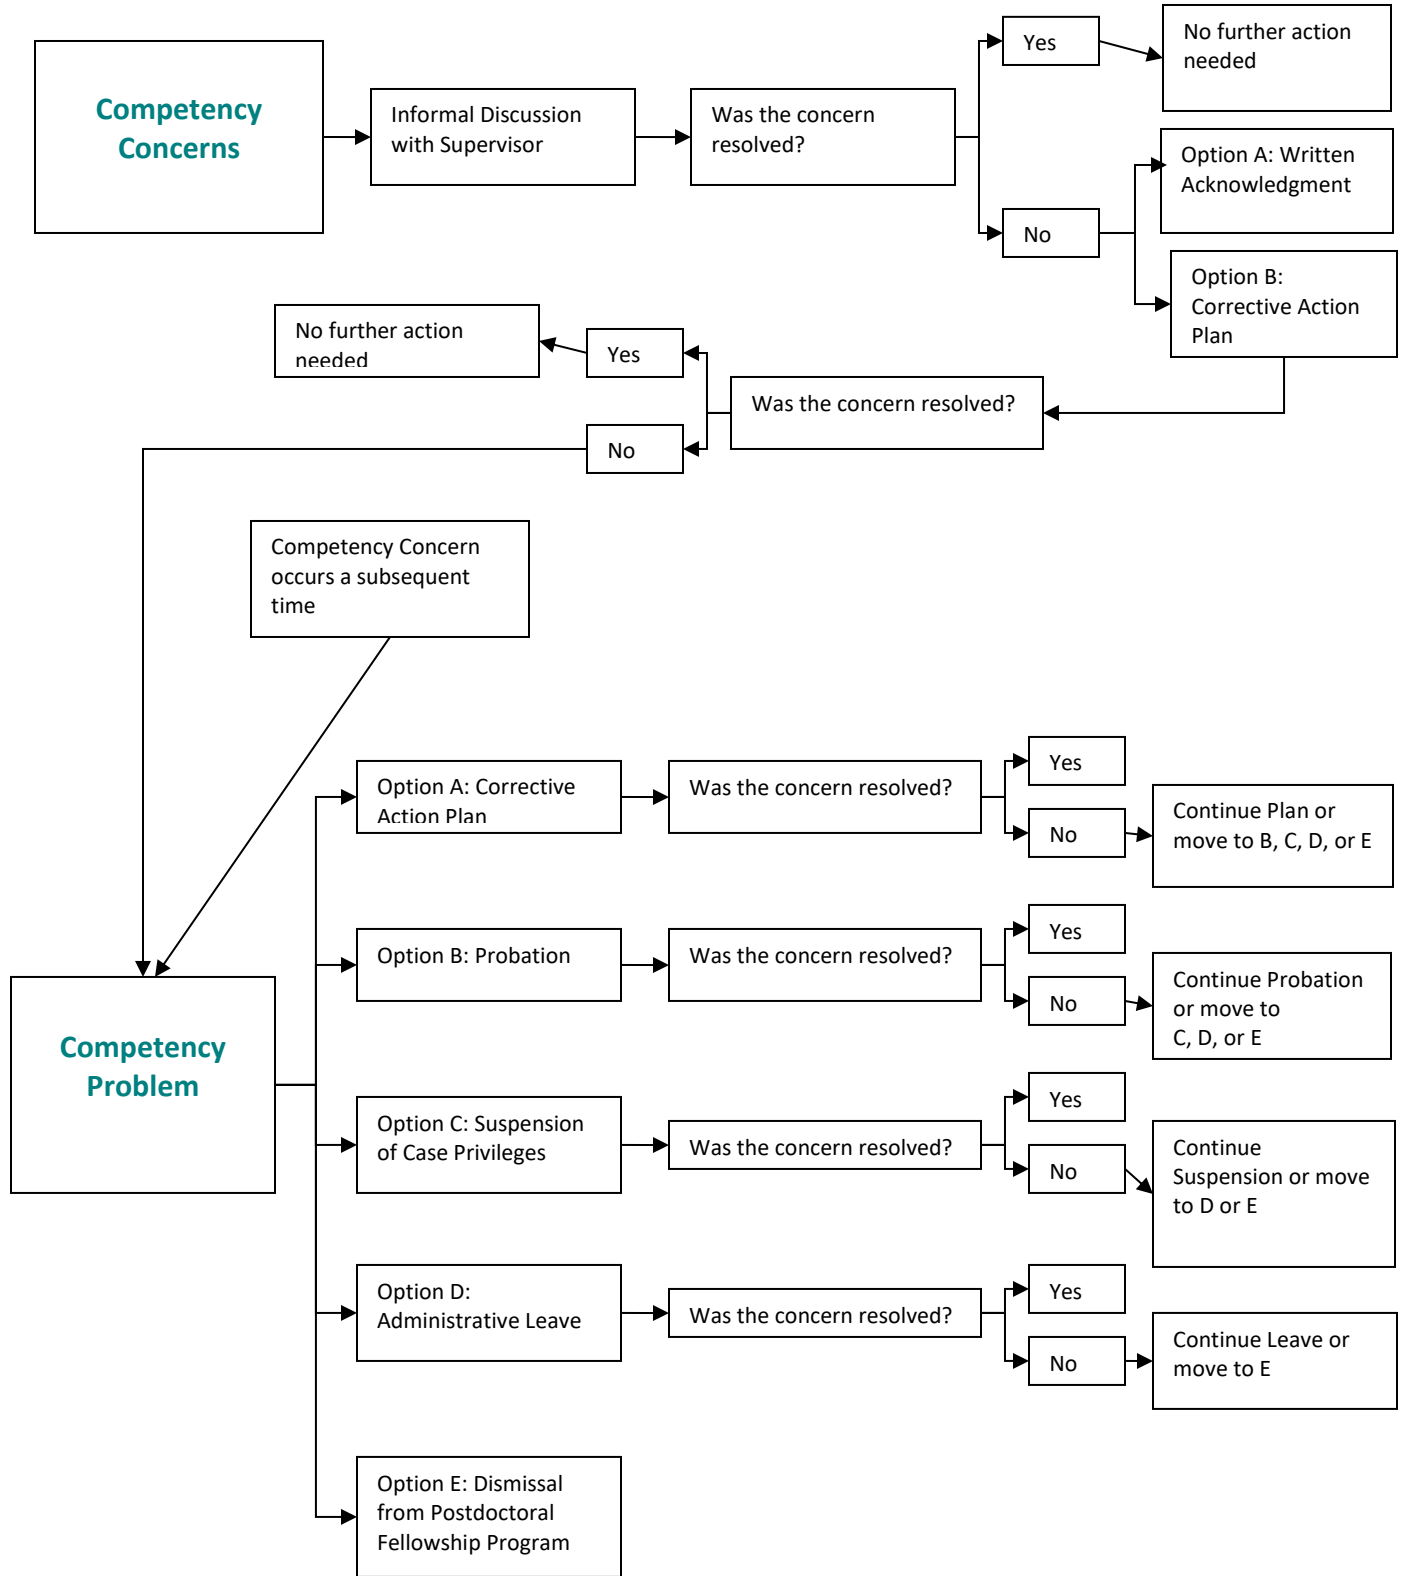 Competency
Concerns
Informal Discussion
with Supervisor
Was the concern
resolved?
Yes
No further action
needed
No
Option A: Written
Acknowledgment
Option B:
Corrective Action
Plan
Was the concern resolved?
Yes
No further action
needed
No
Competency Concern
occurs a subsequent
time
Competency
Problem
Option A: Corrective
Action Plan
Was the concern resolved?
Yes
No
Continue Plan or
move to B, C, D, or E
Option B: Probation
Was the concern resolved?
Yes
No
Continue Probation
or move to
C, D, or E
Option C: Suspension
of Case Privileges
Was the concern resolved?
Yes
No
Continue
Suspension or move
to D or E
Option D:
Administrative Leave
Was the concern resolved?
Yes
No
Continue Leave or
move to E
Option E: Dismissal
from Postdoctoral
Fellowship Program